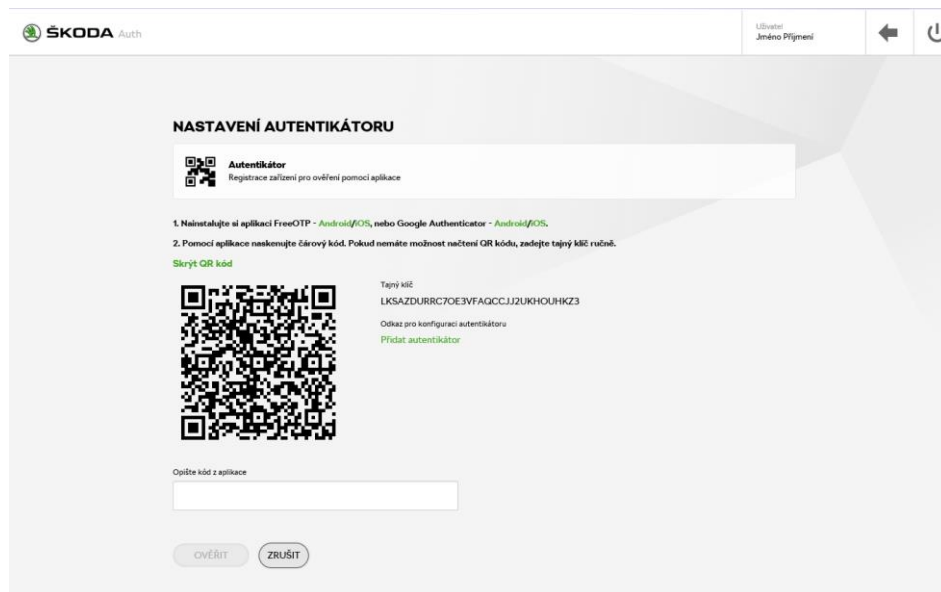 ŠKODA Auth
Uživatel
Jméno Příjmení
NASTAVENÍ AUTENTIKÁTORU
Autentikátor
Registrace zařízení pro ověření pomocí aplikace
1. Nainstalujte si aplikaci FreeOTP - Android/iOS, nebo Google Authenticator - Android/iOS.
2. Pomocí aplikace naskenujte čárový kód. Pokud nemáte možnost načtení QR kódu, zadejte tajný klíč ručně.
Skrýt QR kód
Tajný klíč
LKSAZDURRC7OE3VFAQCCJJ2UKHOUHKZ3
Odkaz pro konfiguraci autentikátoru
Přidat autentikátor
Opište kód z aplikace
OVĚŘIT ZRUŠIT